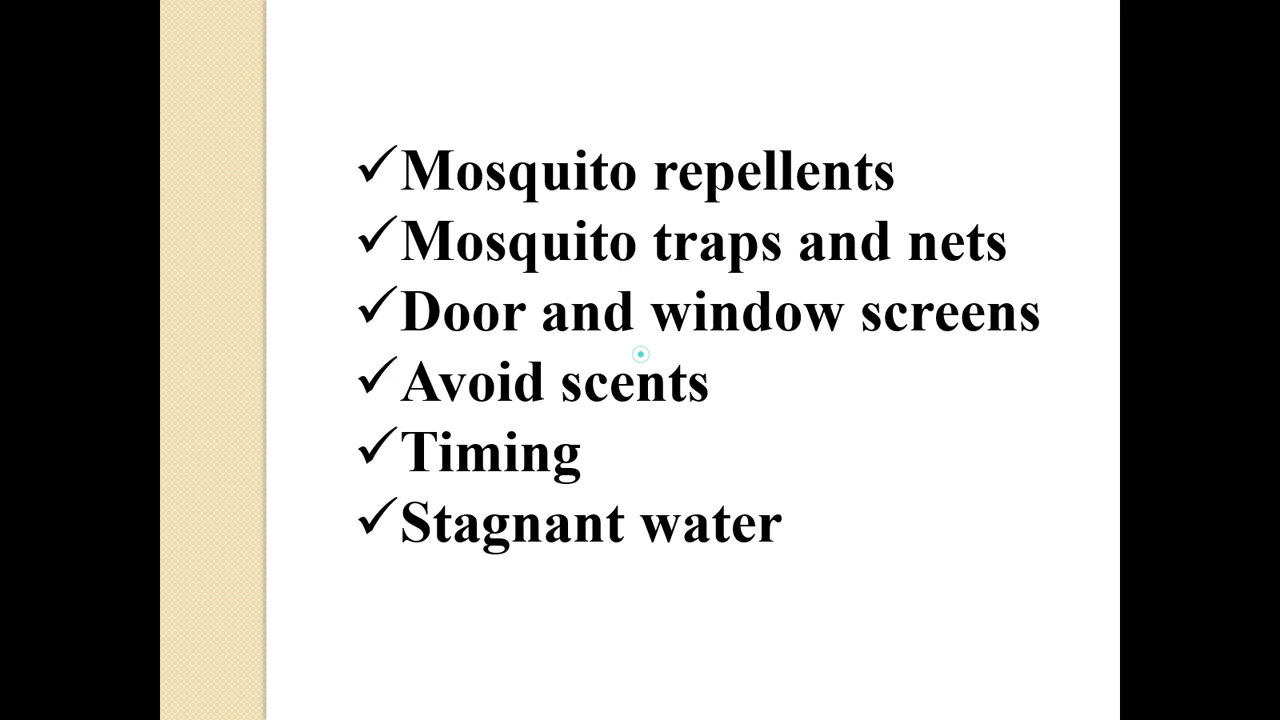 ✓Mosquito repellents
✓Mosquito traps and nets
✓Door and window screens
✓Avoid scents
✓Timing
✓Stagnant water